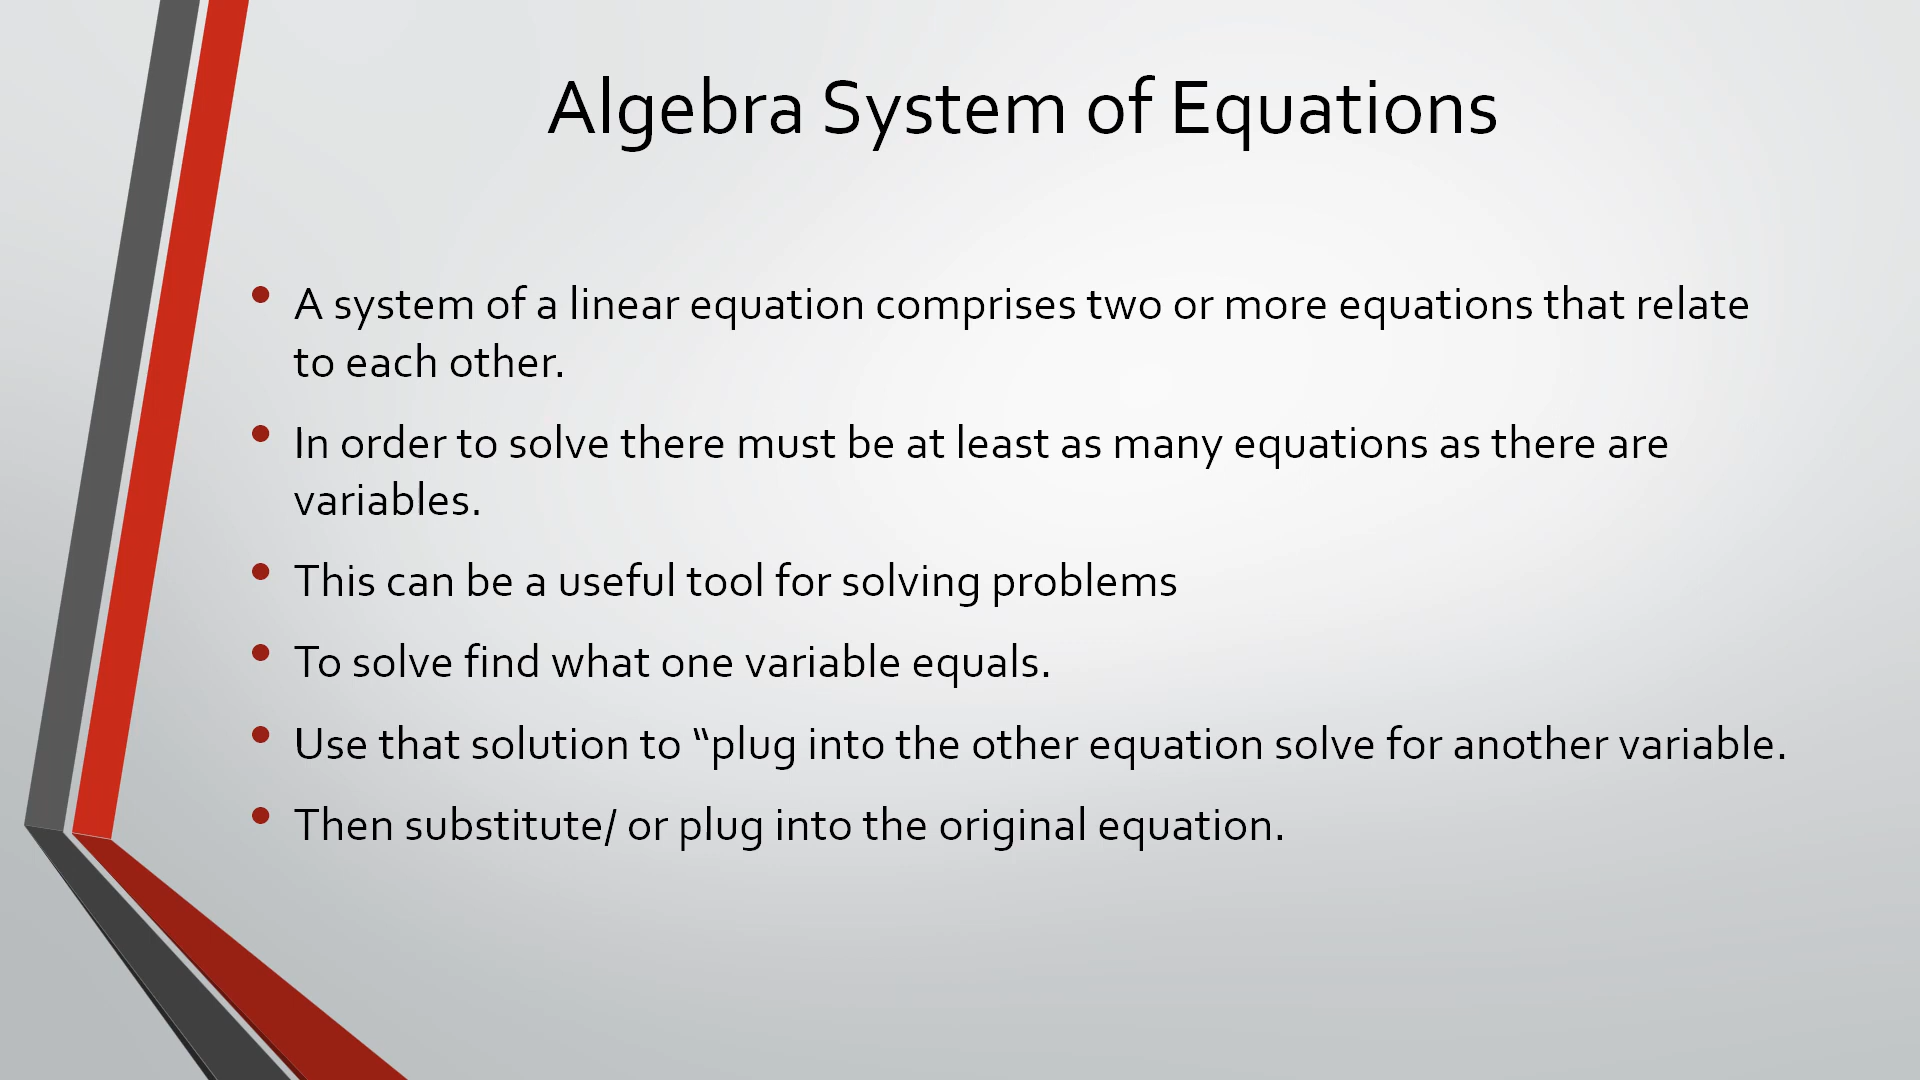 Algebra System of Equations
• A system of a linear equation comprises two or more equations that relate
to each other.
• In order to solve there must be at least as many equations as there are
variables.
• This can be a useful tool for solving problems
• To solve find what one variable equals.
• Use that solution to “plug into the other equation solve for another variable.
• Then substitute/ or plug into the original equation.